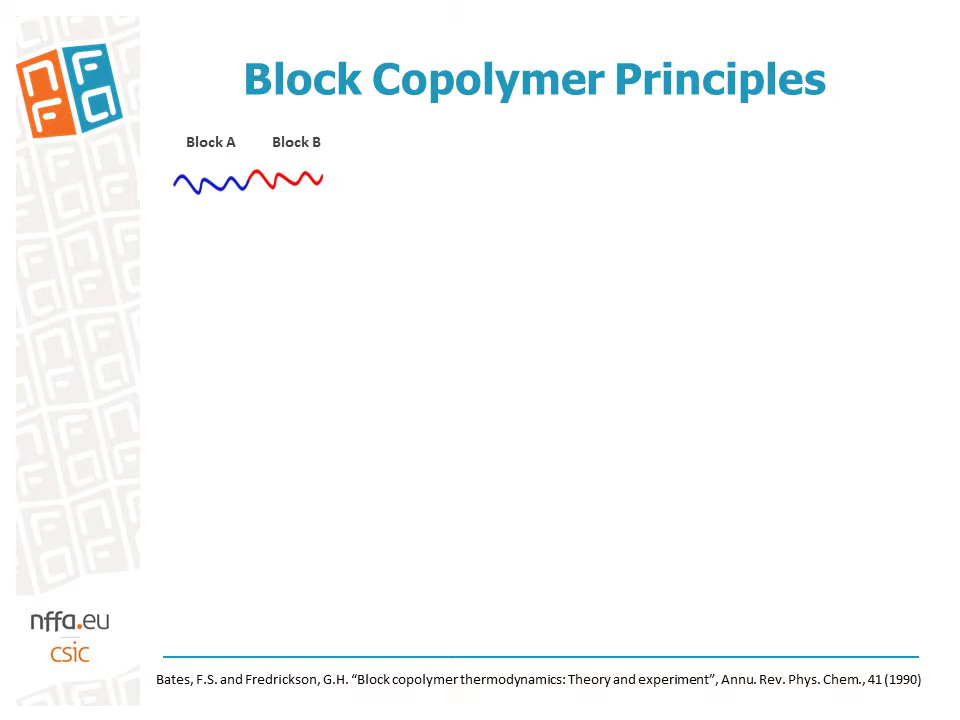 Block Copolymer Principles
Block A
Block B
nffa.eu
csic
Bates, F.S. and Fredrickson, G.H. “Block copolymer thermodynamics: Theory and experiment”, Annu. Rev. Phys. Chem., 41 (1990)